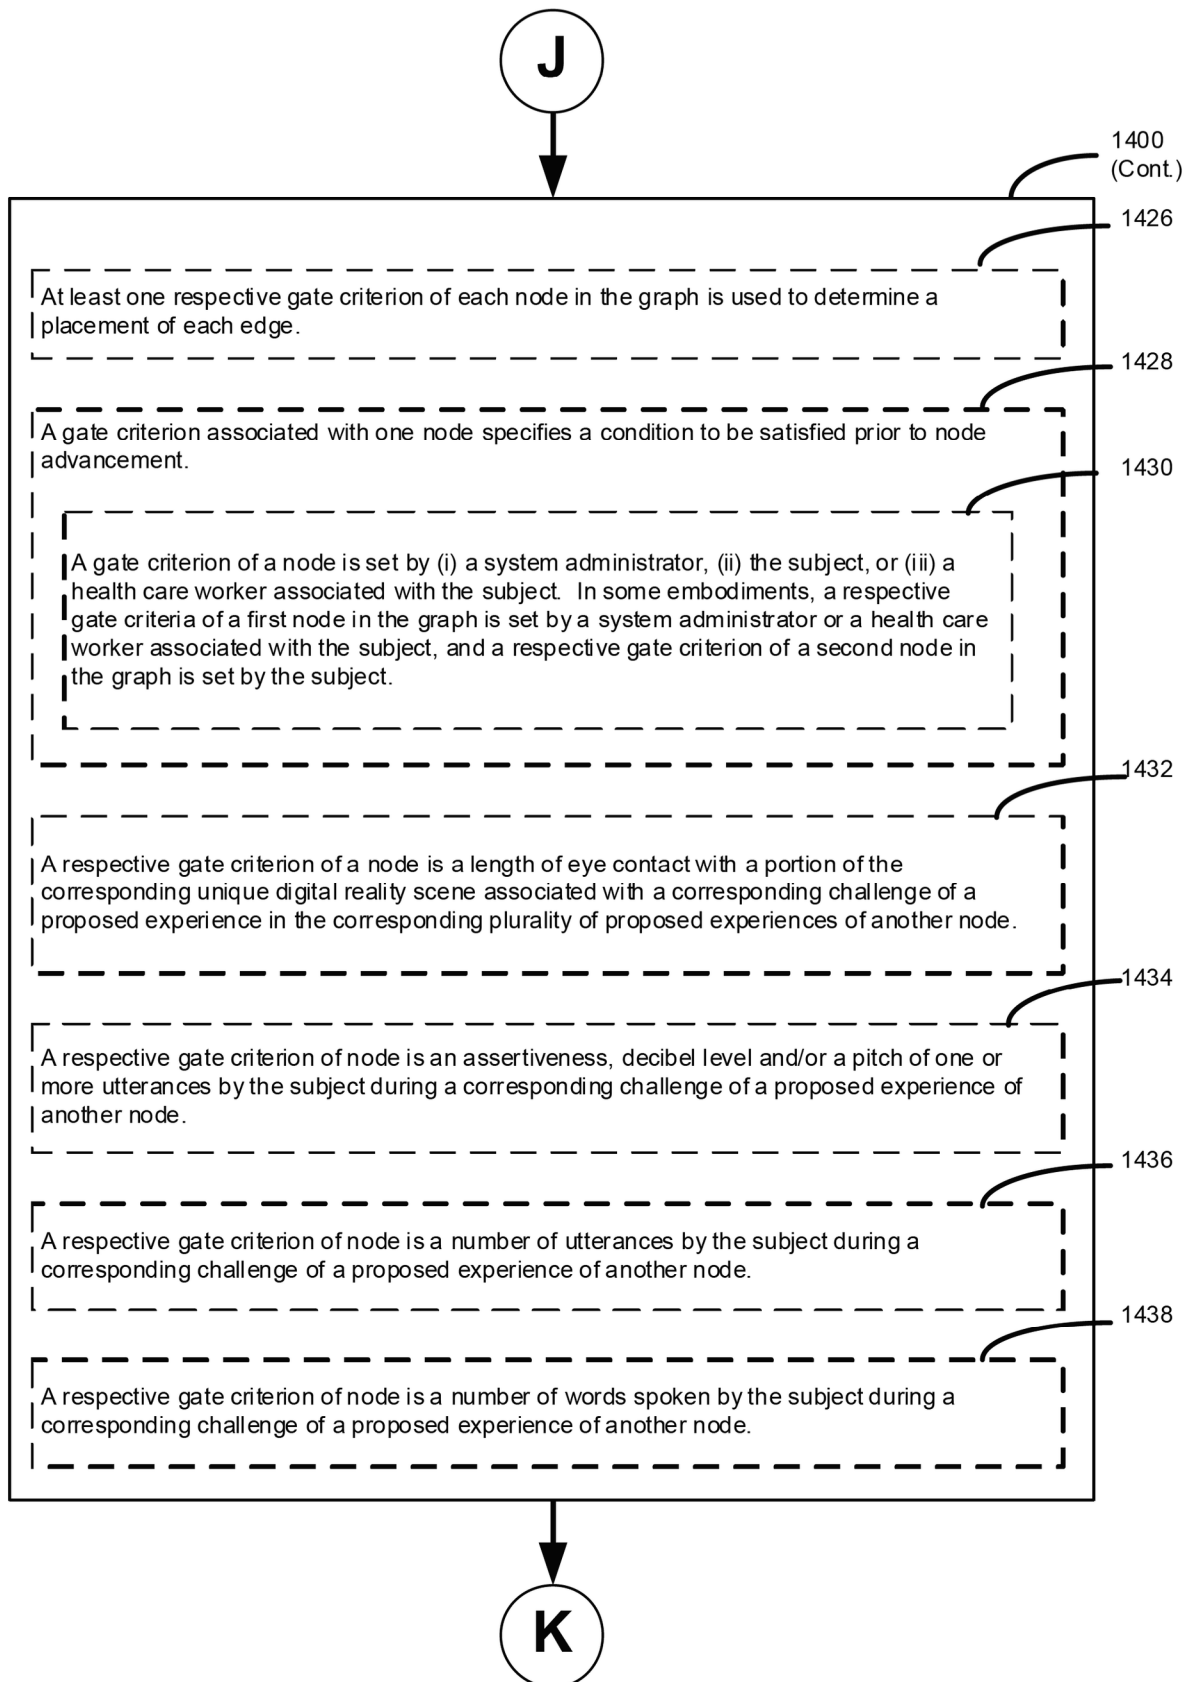 J
1400
(Cont.)
1426
At least one respective gate criterion of each node in the graph is used to determine a
placement of each edge.
1428
A gate criterion associated with one node specifies a condition to be satisfied prior to node
advancement.
1430
A gate criterion of a node is set by (i) a system administrator, (ii) the subject, or (iii) a
health care worker associated with the subject. In some embodiments, a respective
gate criteria of a first node in the graph is set by a system administrator or a health care
worker associated with the subject, and a respective gate criterion of a second node in
the graph is set by the subject.
1432
A respective gate criterion of a node is a length of eye contact with a portion of the
corresponding unique digital reality scene associated with a corresponding challenge of a
proposed experience in the corresponding plurality of proposed experiences of another node.
1434
A respective gate criterion of node is an assertiveness, decibel level and/or a pitch of one or
more utterances by the subject during a corresponding challenge of a proposed experience of
another node.
1436
A respective gate criterion of node is a number of utterances by the subject during a
corresponding challenge of a proposed experience of another node.
1438
A respective gate criterion of node is a number of words spoken by the subject during a
corresponding challenge of a proposed experience of another node.
K